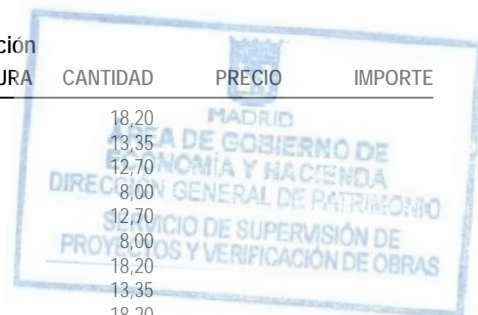 ción
URA CANTIDAD PRECIO IMPORTE
18,20
MADRID
13,35
ÁREA DE GOBIERNO DE
12,70
ECONOMÍA Y HACIENDA
8,00
DIRECCIÓN GENERAL DE PATRIMONIO
12,70
SERVICIO DE SUPERVISIÓN DE
8,00
PROYECTOS Y VERIFICACIÓN DE OBRAS
18,20
13,35
18,20